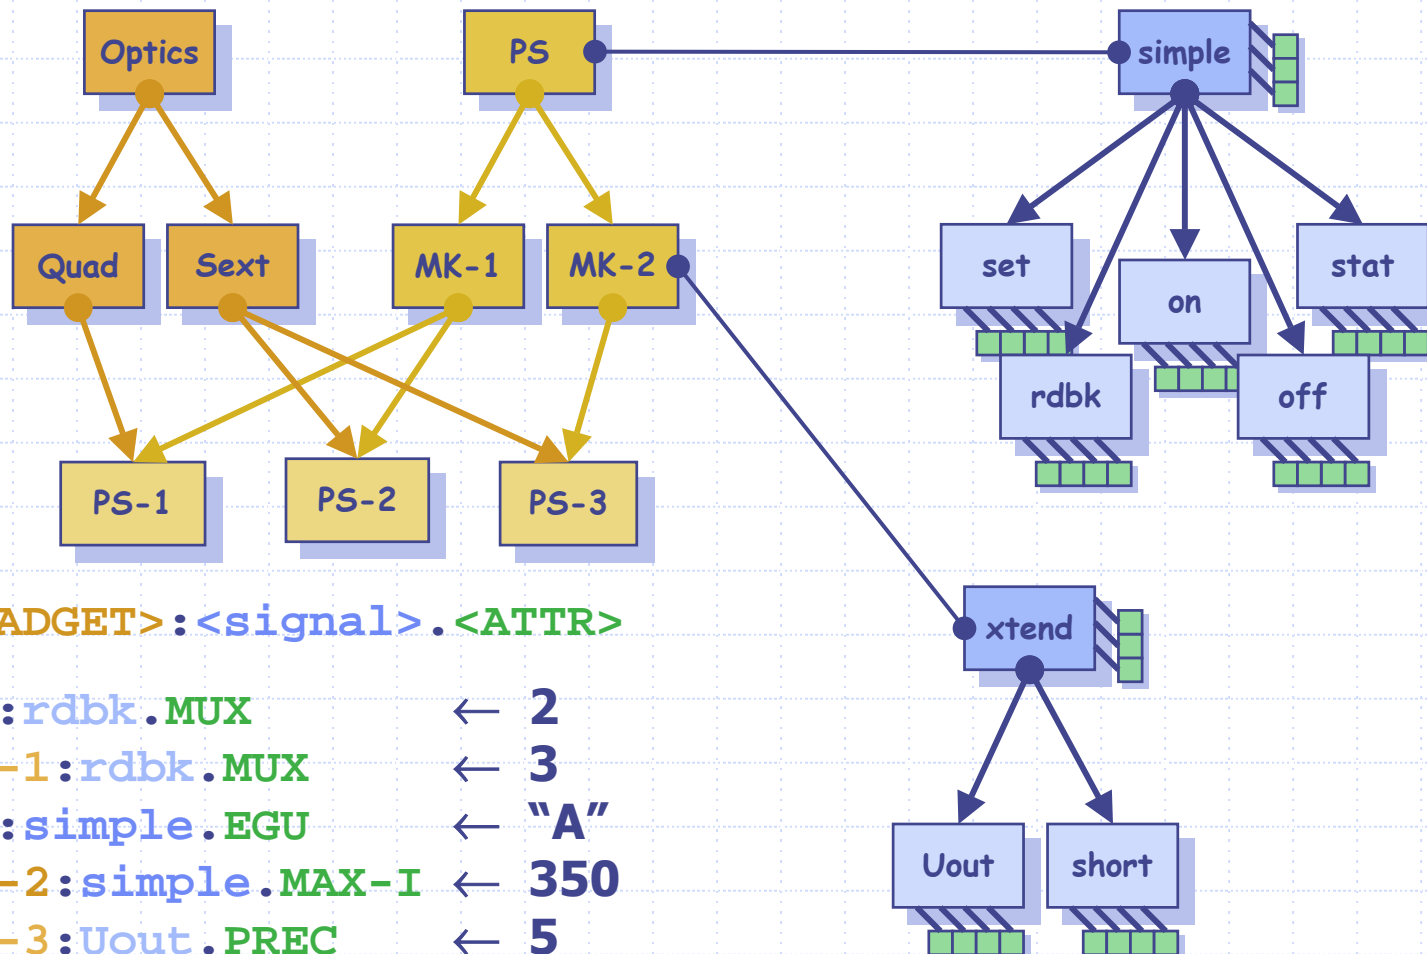 Optics PS simple
Quad Sext MK-1 MK-2 set on stat
rdbk off
PS-1 PS-2 PS-3
ADGET>:<signal>.<ATTR>
xtend
:rdbk.MUX ← 2
-1:rdbk.MUX ← 3
:simple.EGU ← “A”
Uout short
-2:simple.MAX-I ← 350
-3:Uout.PREC ← 5